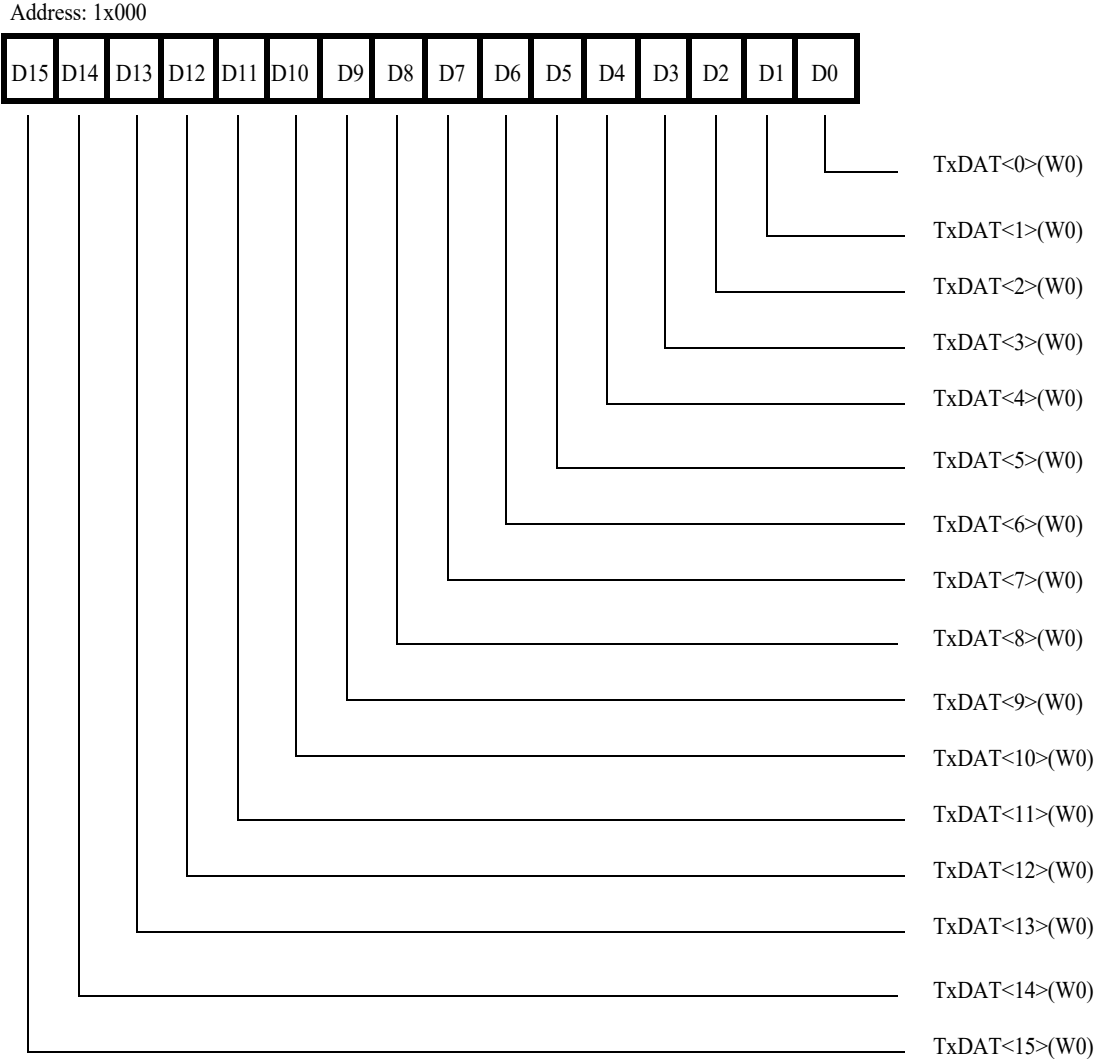 Address: 1x000
D15 D14 D13 D12 D11 D10 D9 D8 D7 D6 D5 D4 D3 D2 D1 D0
TxDAT<0>(W0)
TxDAT<1>(W0)
TxDAT<2>(W0)
TxDAT<3>(W0)
TxDAT<4>(W0)
TxDAT<5>(W0)
TxDAT<6>(W0)
TxDAT<7>(W0)
TxDAT<8>(W0)
TxDAT<9>(W0)
TxDAT<10>(W0)
TxDAT<11>(W0)
TxDAT<12>(W0)
TxDAT<13>(W0)
TxDAT<14>(W0)
TxDAT<15>(W0)